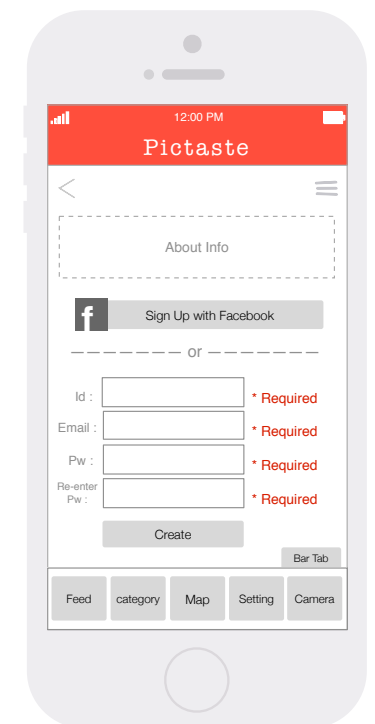 12:00 PM
Pictaste
About Info
f Sign Up with Facebook
or
Id : * Required
Email : * Required
Pw : * Required
Re-enter
Pw : * Required
Create
Bar Tab
Feed category Map Setting Camera